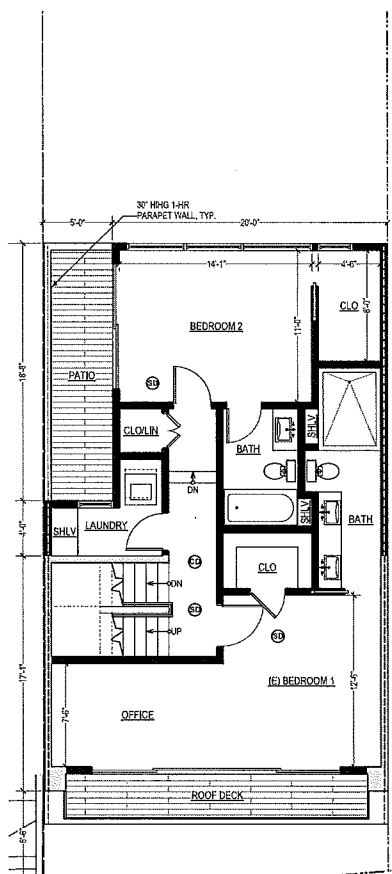 30" HIHG 1-HR
PARAPET WALL, TYP.
5'-0"
20'-0"
14'-1"
4'-6"
CLO
8'-0"
11'-0"
BEDROOM 2
18'-8"
PATIO
SD
CLO/LIN
BATH
SHLV
DN
SHLV
4'-0"
SHLV
LAUNDRY
BATH
CD
CLO
DN
SD
SD
UP
17'-1"
(E) BEDROOM 1
12'-6"
OFFICE
7'-6"
ROOF DECK
6'-6"